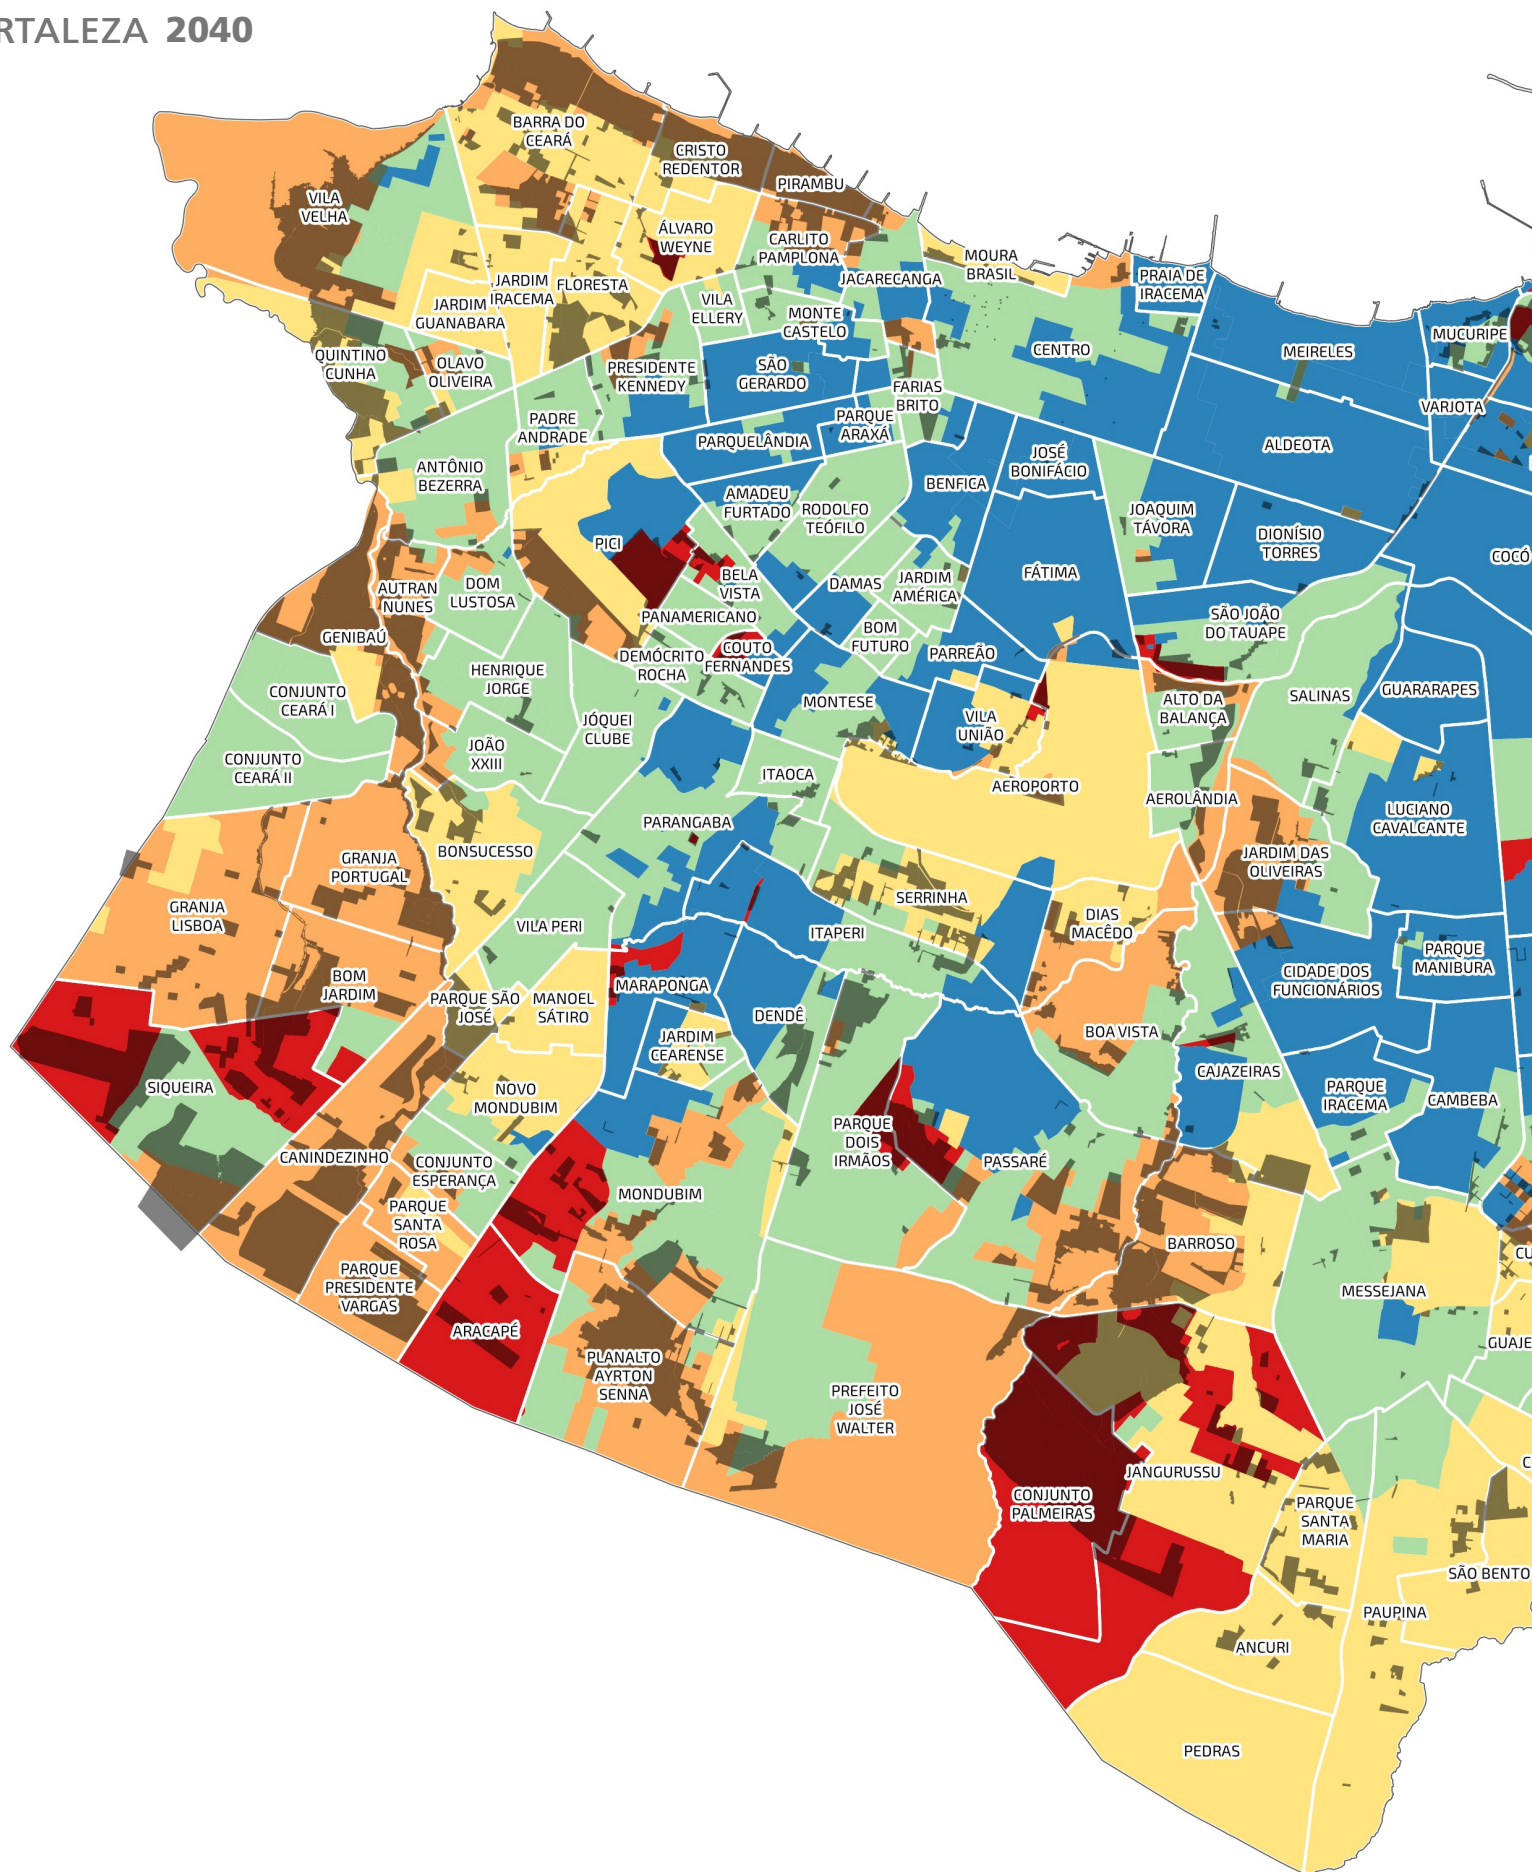 RTALEZA 2040
BARRA DO
CEARÁ
CRISTO
REDENTOR
PIRAMBU
VILA
VELHA
ÁLVARO
WEYNE
CARLITO
PAMPLONA
MOURA
BRASIL
JACARECANGA
PRAIA DE
IRACEMA
JARDIM
IRACEMA
FLORESTA
JARDIM
GUANABARA
VILA
ELLERY
MONTE
CASTELO
CENTRO
MEIRELES
MUCURIPE
QUINTINO
CUNHA
OLAVO
OLIVEIRA
PRESIDENTE
KENNEDY
SÃO
GERARDO
FARIAS
BRITO
VARJOTA
PADRE
ANDRADE
PARQUELÂNDIA
PARQUE
ARAXÁ
ALDEOTA
ANTÔNIO
BEZERRA
JOSÉ
BONIFÁCIO
BENFICA
AMADEU
FURTADO
RODOLFO
TEÓFILO
JOAQUIM
TÁVORA
DIONÍSIO
TORRES
PICI
COCÓ
AUTRAN
NUNES
DOM
LUSTOSA
BELA
VISTA
DAMAS
JARDIM
AMÉRICA
FÁTIMA
PANAMERICANO
SÃO JOÃO
DO TAUAPE
GENIBAÚ
BOM
FUTURO
PARREÃO
DEMÓCRITO
ROCHA
COUTO
FERNANDES
HENRIQUE
JORGE
CONJUNTO
CEARÁ I
MONTESE
VILA
UNIÃO
ALTO DA
BALANÇA
SALINAS
GUARARAPES
JÓQUEI
CLUBE
JOÃO
XXIII
CONJUNTO
CEARÁ II
ITAOCA
AEROPORTO
AEROLÂNDIA
PARANGABA
LUCIANO
CAVALCANTE
BONSUCESSO
GRANJA
PORTUGAL
JARDIM DAS
OLIVEIRAS
SERRINHA
GRANJA
LISBOA
VILA PERI
ITAPERI
DIAS
MACÊDO
PARQUE
MANIBURA
CIDADE DOS
FUNCIONÁRIOS
BOM
JARDIM
MARAPONGA
PARQUE SÃO
JOSÉ
MANOEL
SÁTIRO
DENDÊ
BOA VISTA
JARDIM
CEARENSE
SIQUEIRA
NOVO
MONDUBIM
CAJAZEIRAS
PARQUE
IRACEMA
CAMBEBA
PARQUE
DOIS
IRMÃOS
PASSARÉ
CANINDEZINHO
CONJUNTO
ESPERANÇA
MONDUBIM
PARQUE
SANTA
ROSA
BARROSO
CU
PARQUE
PRESIDENTE
VARGAS
MESSEJANA
ARACAPÉ
GUAJE
PLANALTO
AYRTON
SENNA
PREFEITO
JOSÉ
WALTER
C
JANGURUSSU
CONJUNTO
PALMEIRAS
PARQUE
SANTA
MARIA
SÃO BENTO
PAUPINA
ANCURI
PEDRAS